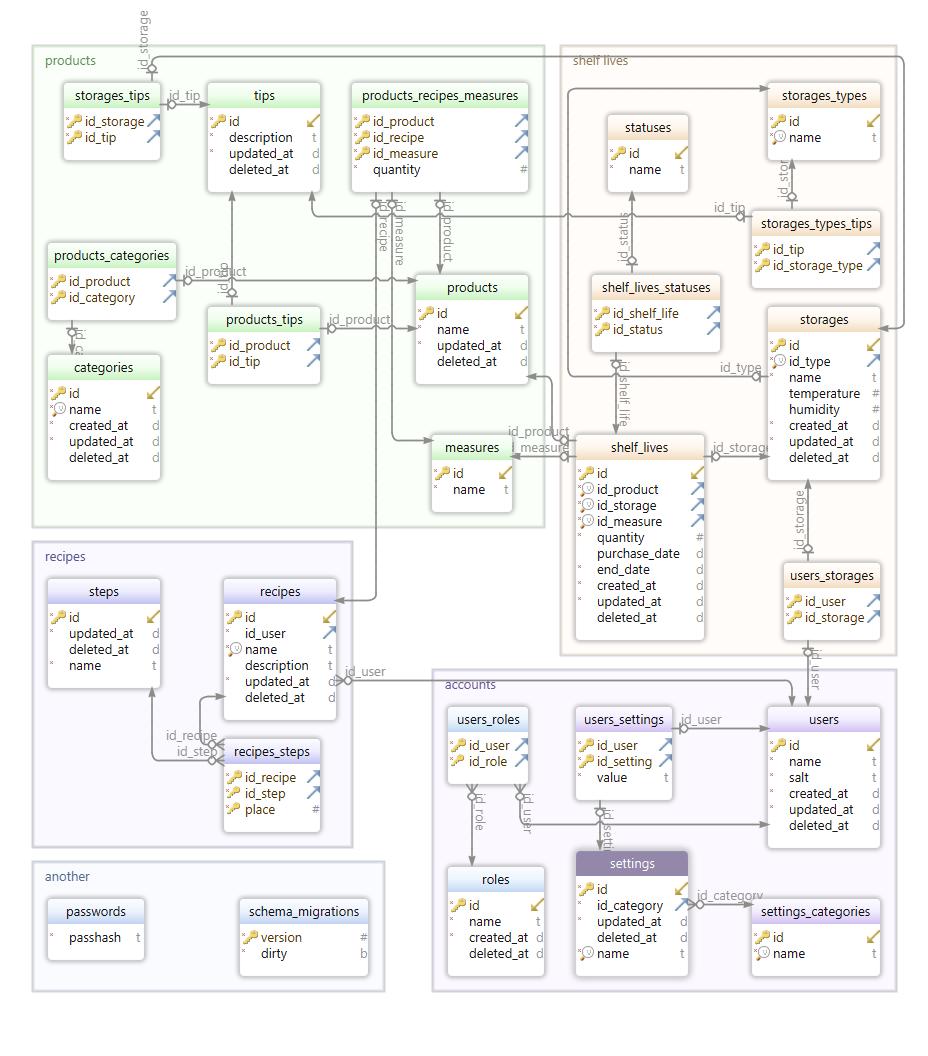 id_storage
products
shelf lives
storages_tips
id_storage
id_tip
id_tip
tips
id
description t
updated_at d
deleted_at d
products_recipes_measures
id_product
id_recipe
id_measure
quantity #
statuses
id
name t
storages_types
id
name t
id_recipe
id_measure
id_product
id_status
id_tip
storages_types_tips
id_tip
id_storage_type
products_categories
id_product
id_category
id_product
id_tip
products_tips
id_product
id_tip
id_product
products
id
name t
updated_at d
deleted_at d
shelf_lives_statuses
id_shelf_life
id_status
id_shelf_life
id_type
storages
id
id_type
name t
temperature #
humidity #
created_at d
updated_at d
deleted_at d
categories
id
name t
created_at d
updated_at d
deleted_at d
measures
id
name t
id_product
_measure
shelf_lives
id
id_product
id_storage
id_measure
quantity #
purchase_date d
end_date d
created_at d
updated_at d
deleted_at d
id_storage
id_storage
users_storages
id_user
id_storage
id_user
recipes
steps
id
updated_at d
deleted_at d
name t
recipes
id
id_user
name t
description t
updated_at d
deleted_at d
id_user
id_recipe
id_step
recipes_steps
id_recipe
id_step
place #
accounts
users_roles
id_user
id_role
id_role
id_user
users_settings
id_user
id_setting
value t
id_user
users
id
name t
salt t
created_at d
updated_at d
deleted_at d
roles
id
name t
created_at d
deleted_at d
settings
id
id_category
updated_at d
deleted_at d
name t
id_category
settings_categories
id
name t
another
passwords
passhash t
schema_migrations
version #
dirty b